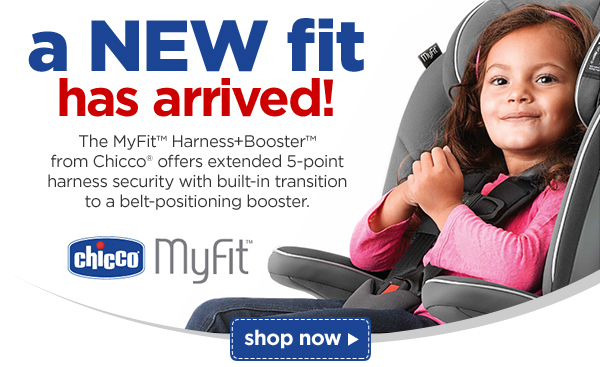 a NEW fit
has arrived!
The MyFit™ Harness+Booster™
from Chicco® offers extended 5-point
harness security with built-in transition
to a belt-positioning booster.
chicco MyFit™
MyFit
shop now